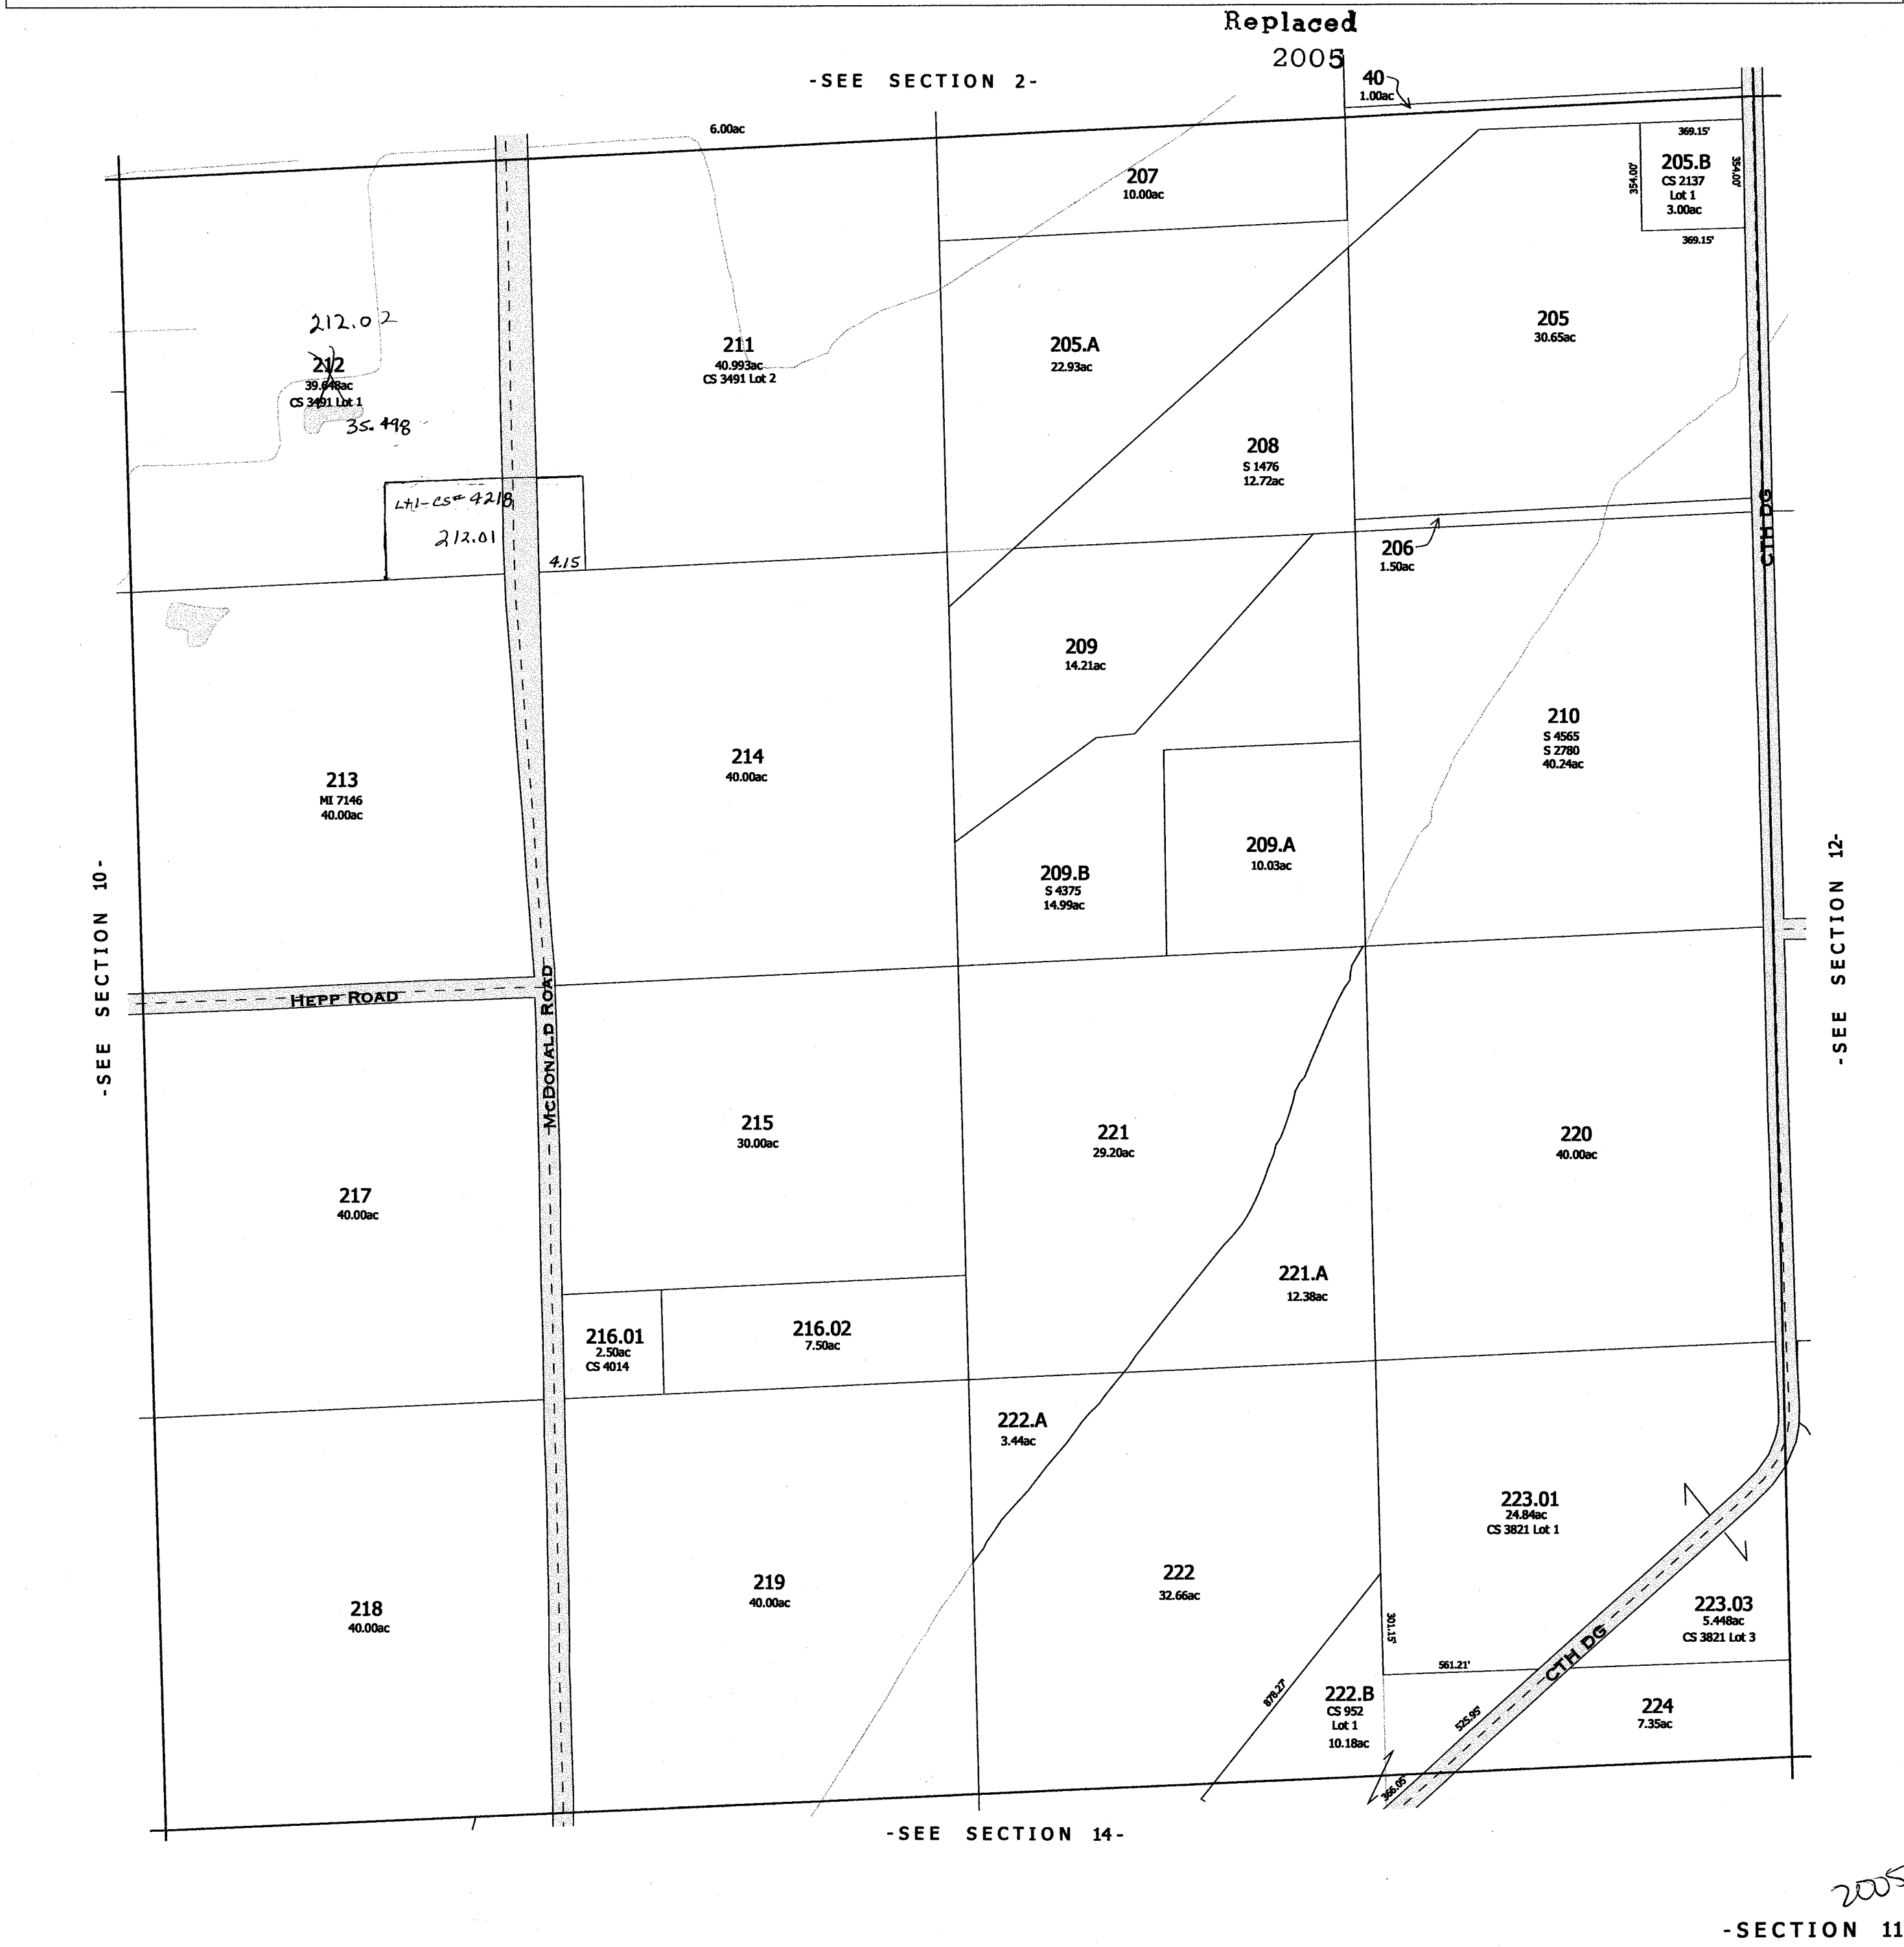 Replaced
2005
-SEE SECTION 2-
40
1.00ac
6.00ac
369.15'
207
10.00ac
354.00'
205.B
CS 2137
Lot 1
3.00ac
354.00'
369.15'
212.02
212
39.648ac
CS 3491 Lot 1
35.498
211
40.993ac
CS 3491 Lot 2
205.A
22.93ac
205
30.65ac
208
S 1476
12.72ac
Lt1-CS# 4218
212.01
4.15
206
1.50ac
CTH DG
209
14.21ac
210
S 4565
S 2780
40.24ac
213
MI 7146
40.00ac
214
40.00ac
209.A
10.03ac
209.B
S 4375
14.99ac
-SEE SECTION 10-
-SEE SECTION 12-
HEPP ROAD
MCDONALD ROAD
215
30.00ac
221
29.20ac
220
40.00ac
217
40.00ac
221.A
12.38ac
216.01
2.50ac
CS 4014
216.02
7.50ac
222.A
3.44ac
223.01
24.84ac
CS 3821 Lot 1
218
40.00ac
219
40.00ac
222
32.66ac
301.15'
223.03
5.448ac
CS 3821 Lot 3
CTH DG
561.21'
878.27'
222.B
CS 952
Lot 1
10.18ac
525.95'
224
7.35ac
366.05'
-SEE SECTION 14-
2005
-SECTION 11